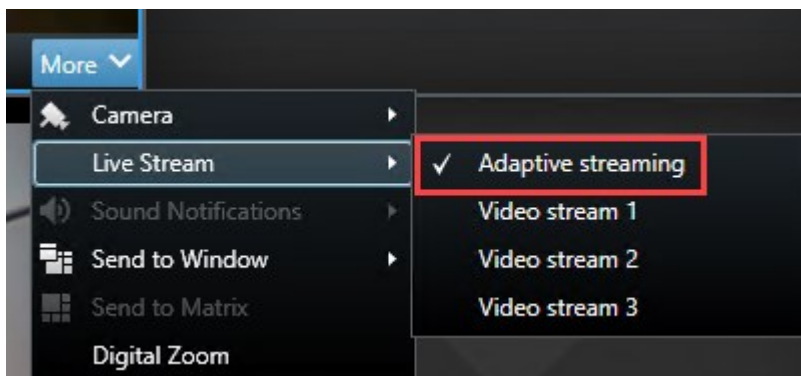 More
Camera
Live Stream
Adaptive streaming
Sound Notifications
Video stream 1
Send to Window
Video stream 2
Send to Matrix
Video stream 3
Digital Zoom